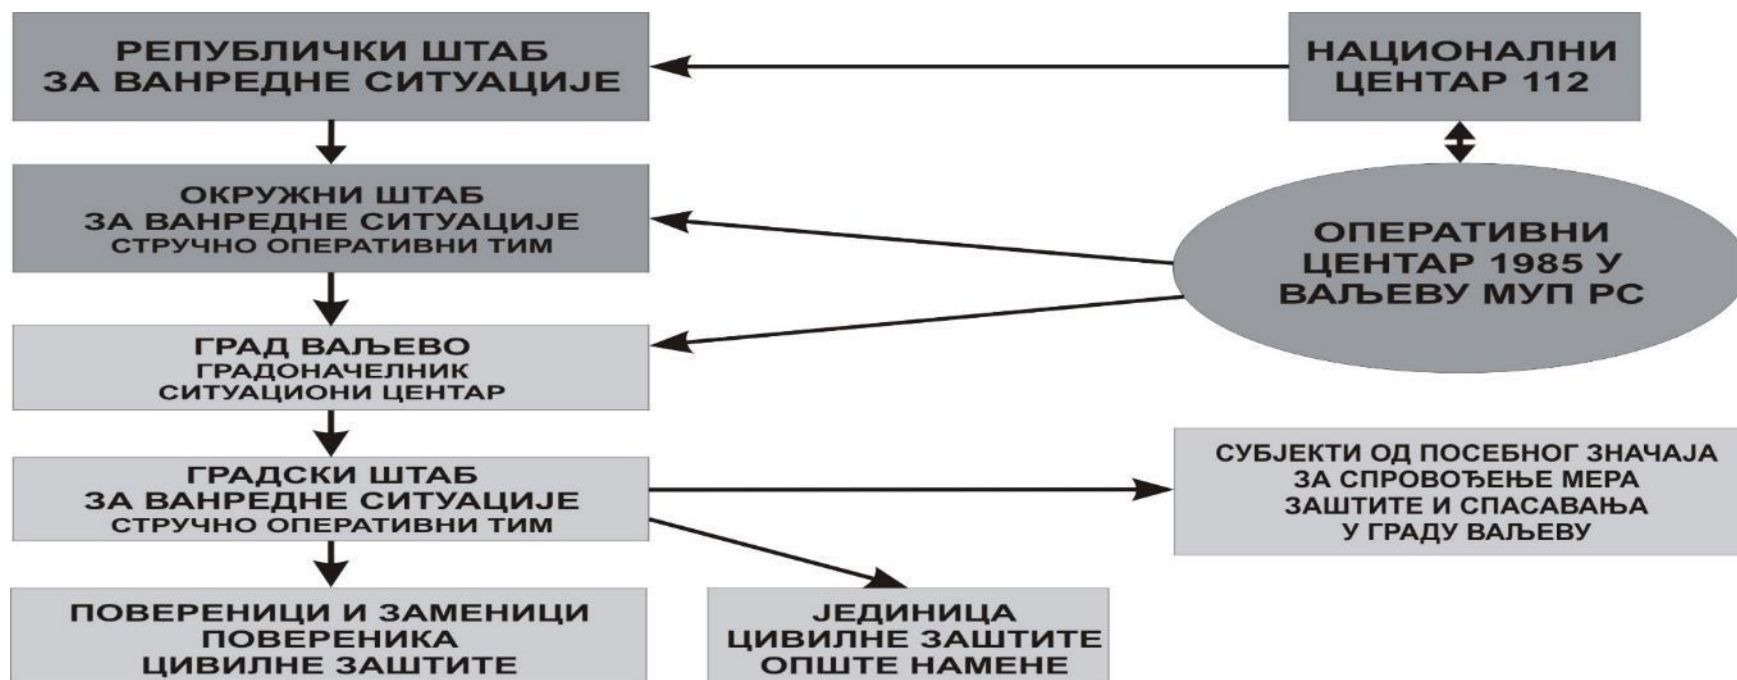 РЕПУБЛИЧКИ ШТАБ
ЗА ВАНРЕДНЕ СИТУАЦИЈЕ
НАЦИОНАЛНИ
ЦЕНТАР 112
ОКРУЖНИ ШТАБ
ЗА ВАНРЕДНЕ СИТУАЦИЈЕ
СТРУЧНО ОПЕРАТИВНИ ТИМ
ОПЕРАТИВНИ
ЦЕНТАР 1985 У
ВАЉЕВУ МУП РС
ГРАД ВАЉЕВО
ГРАДОНАЧЕЛНИК
СИТУАЦИОНИ ЦЕНТАР
ГРАДСКИ ШТАБ
ЗА ВАНРЕДНЕ СИТУАЦИЈЕ
СТРУЧНО ОПЕРАТИВНИ ТИМ
СУБЈЕКТИ ОД ПОСЕБНОГ ЗНАЧАЈА
ЗА СПРОВОЂЕЊЕ МЕРА
ЗАШТИТЕ И СПАСАВАЊА
У ГРАДУ ВАЉЕВУ
ПОВЕРЕНИЦИ И ЗАМЕНИЦИ
ПОВЕРЕНИКА
ЦИВИЛНЕ ЗАШТИТЕ
ЈЕДИНИЦА
ЦИВИЛНЕ ЗАШТИТЕ
ОПШТЕ НАМЕНЕ